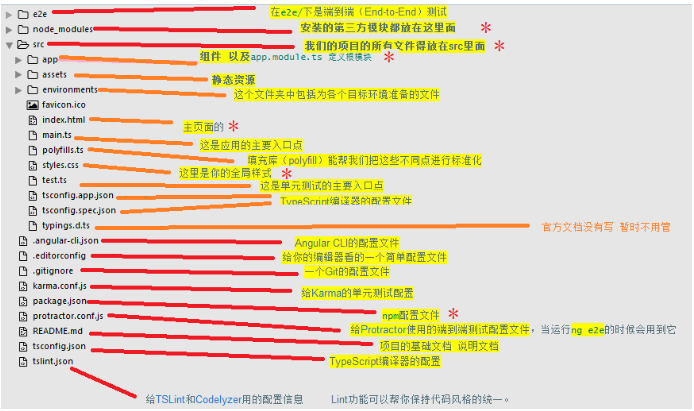 e2e 在e2e/下是端到端（End-to-End）测试
node_modules 安装的第三方模块都放在这里面 *
src 我们的项目的所有文件得放在src里面 *
app 组件 以及app.module.ts 定义根模块 *
assets 静态资源
environments 这个文件夹中包括为各个目标环境准备的文件
favicon.ico
index.html 主页面的 *
main.ts 这是应用的主要入口点
polyfills.ts 填充库（polyfill）能帮我们把这些不同点进行标准化
styles.css 这里是你的全局样式 *
test.ts 这是单元测试的主要入口点
tsconfig.app.json TypeScript编译器的配置文件
tsconfig.spec.json
typings.d.ts 官方文档没有写 暂时不用管
.angular-cli.json Angular CLI的配置文件
.editorconfig 给你的编辑器看的一个简单配置文件
.gitignore 一个Git的配置文件
karma.conf.js 给Karma的单元测试配置
package.json npm配置文件 *
protractor.conf.js 给Protractor使用的端到端测试配置文件，当运行ng e2e的时候会用到它
README.md 项目的基础文档 说明文档
tsconfig.json TypeScript编译器的配置
tslint.json
给TSLint和Codelyzer用的配置信息 Lint功能可以帮你保持代码风格的统一。